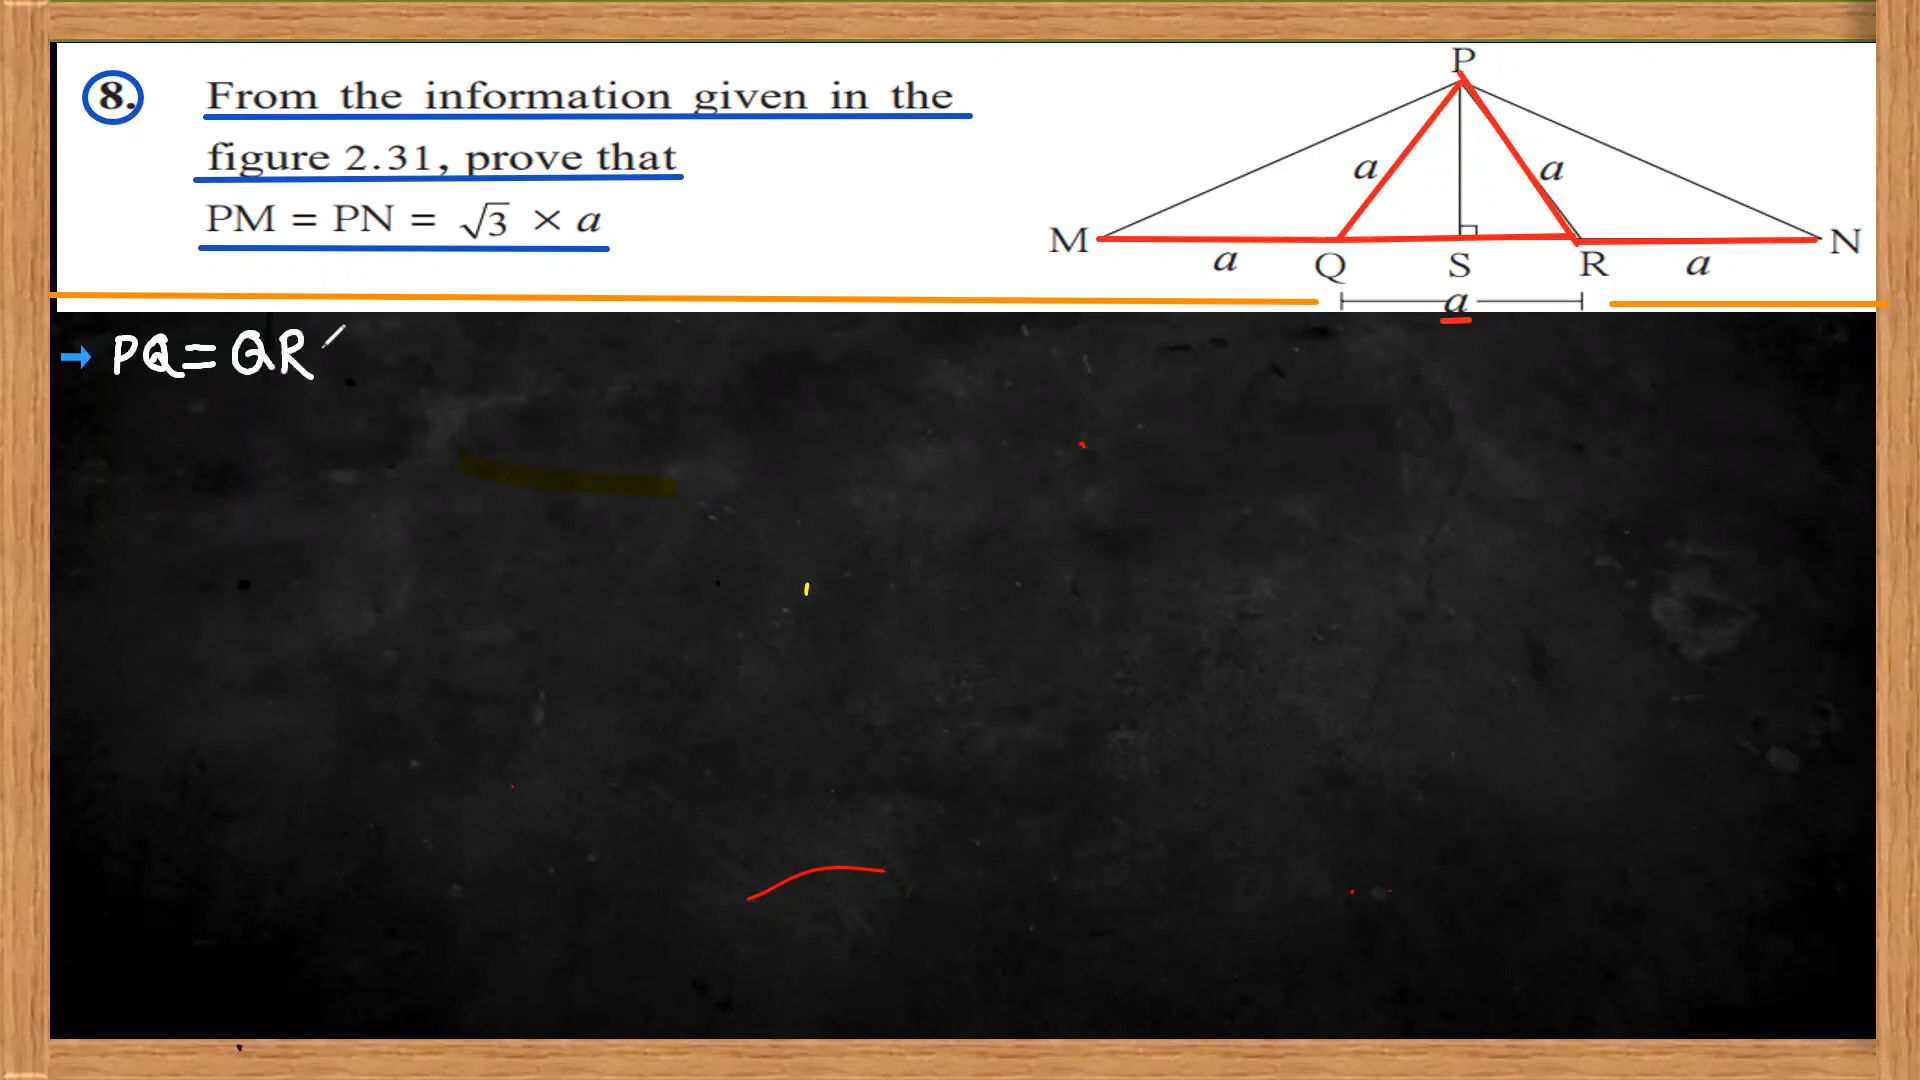 8. From the information given in the
figure 2.31, prove that
PM = PN = √3 × a
P
a
a
M
N
a
Q
S
R
a
a
→ PQ = QR